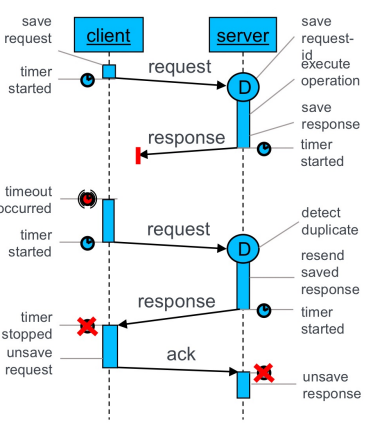 client
server
save
request
save
request-
id
execute
operation
timer
started
request
D
save
response
response
timer
started
timeout
occurred
request
timer
started
D
detect
duplicate
resend
saved
response
response
timer
started
timer
stopped
unsave
request
ack
unsave
response